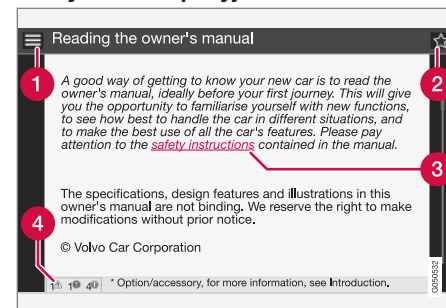 Reading the owner's manual
1
2
A good way of getting to know your new car is to read the
owner's manual, ideally before your first journey. This will give
you the opportunity to familiarise yourself with new functions,
to see how best to handle the car in different situations, and
to make the best use of all the car's features. Please pay
attention to the safety instructions contained in the manual.
3
The specifications, design features and illustrations in this
owner's manual are not binding. We reserve the right to make
modifications without prior notice.
4
© Volvo Car Corporation
1 1 4 * Option/accessory, for more information, see Introduction.
G050532